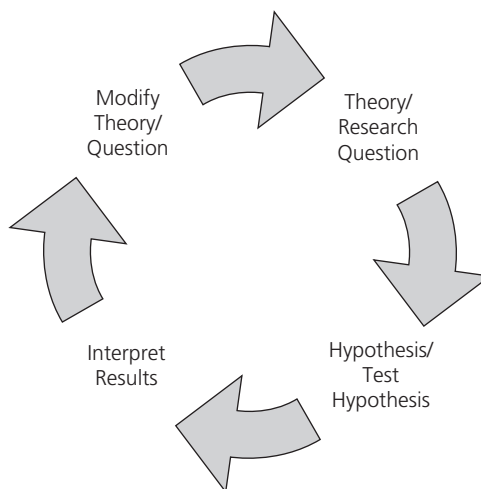 Modify
Theory/
Question
Theory/
Research
Question
Hypothesis/
Test
Hypothesis
Interpret
Results